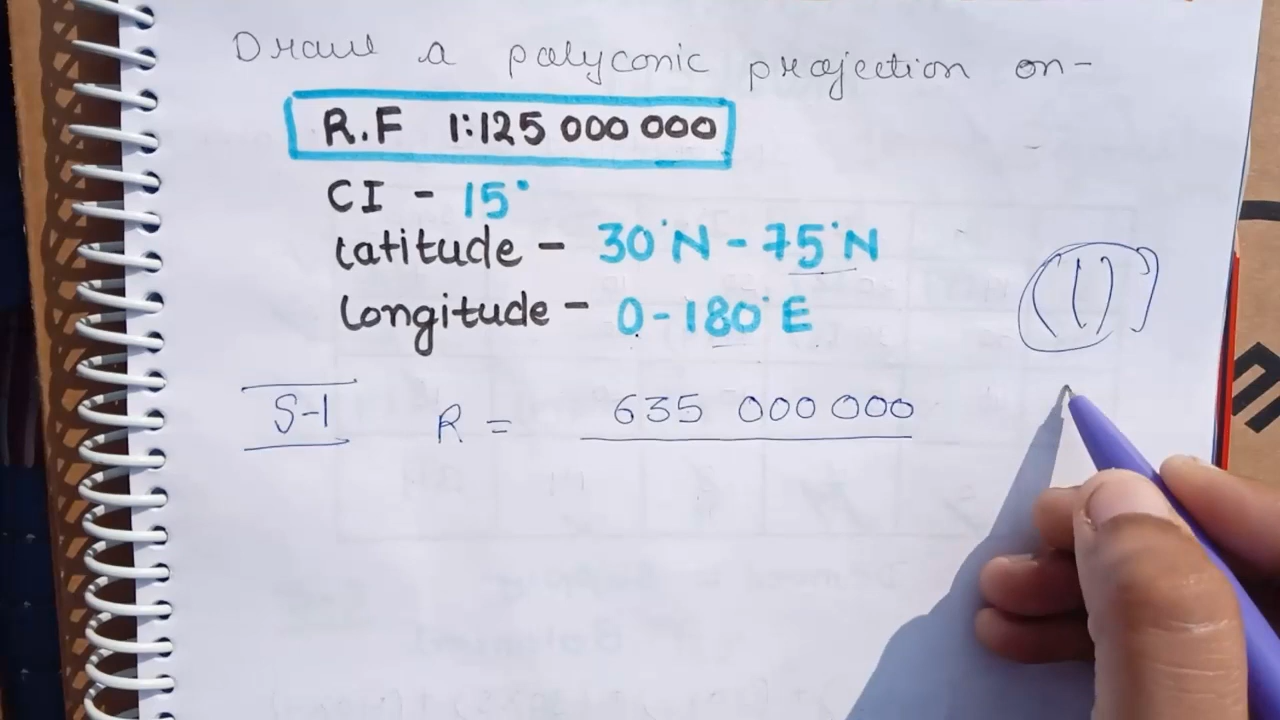 Draw a polyconic projection on-
R.F 1:125 000 000
CI - 15°
Latitude - 30°N - 75°N
Longitude - 0-180°E
S-1 R = 635 000 000